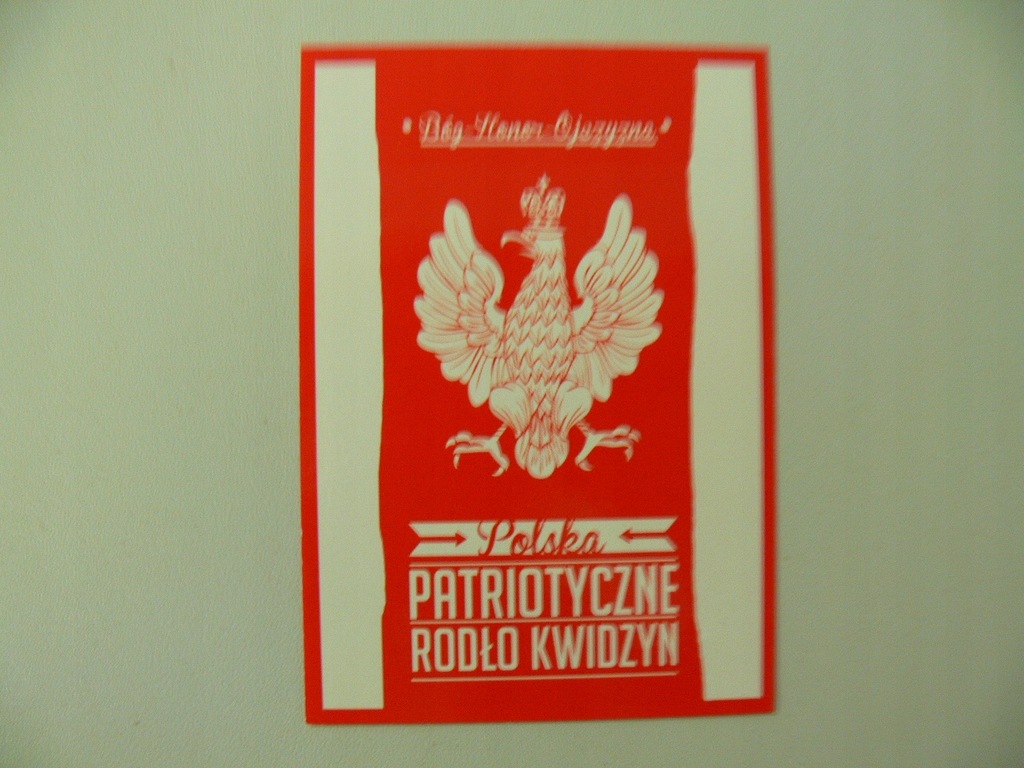 "Bóg Honor Ojczyzna"
Polska
PATRIOTYCZNE
RODŁO KWIDZYN